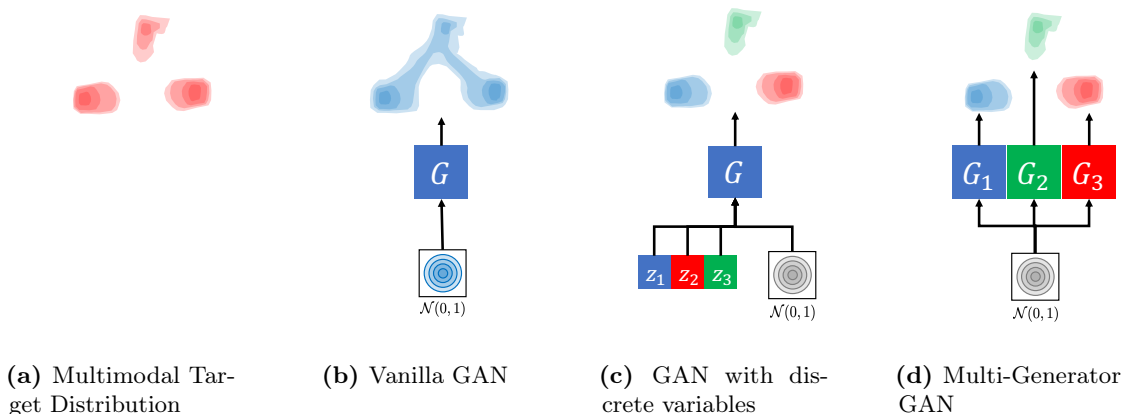 G
G
G₁ G₂ G₃
z₁ z₂ z₃
𝒩(0, 1)
𝒩(0, 1)
𝒩(0, 1)
(a) Multimodal Tar-
get Distribution
(b) Vanilla GAN
(c) GAN with dis-
crete variables
(d) Multi-Generator
GAN